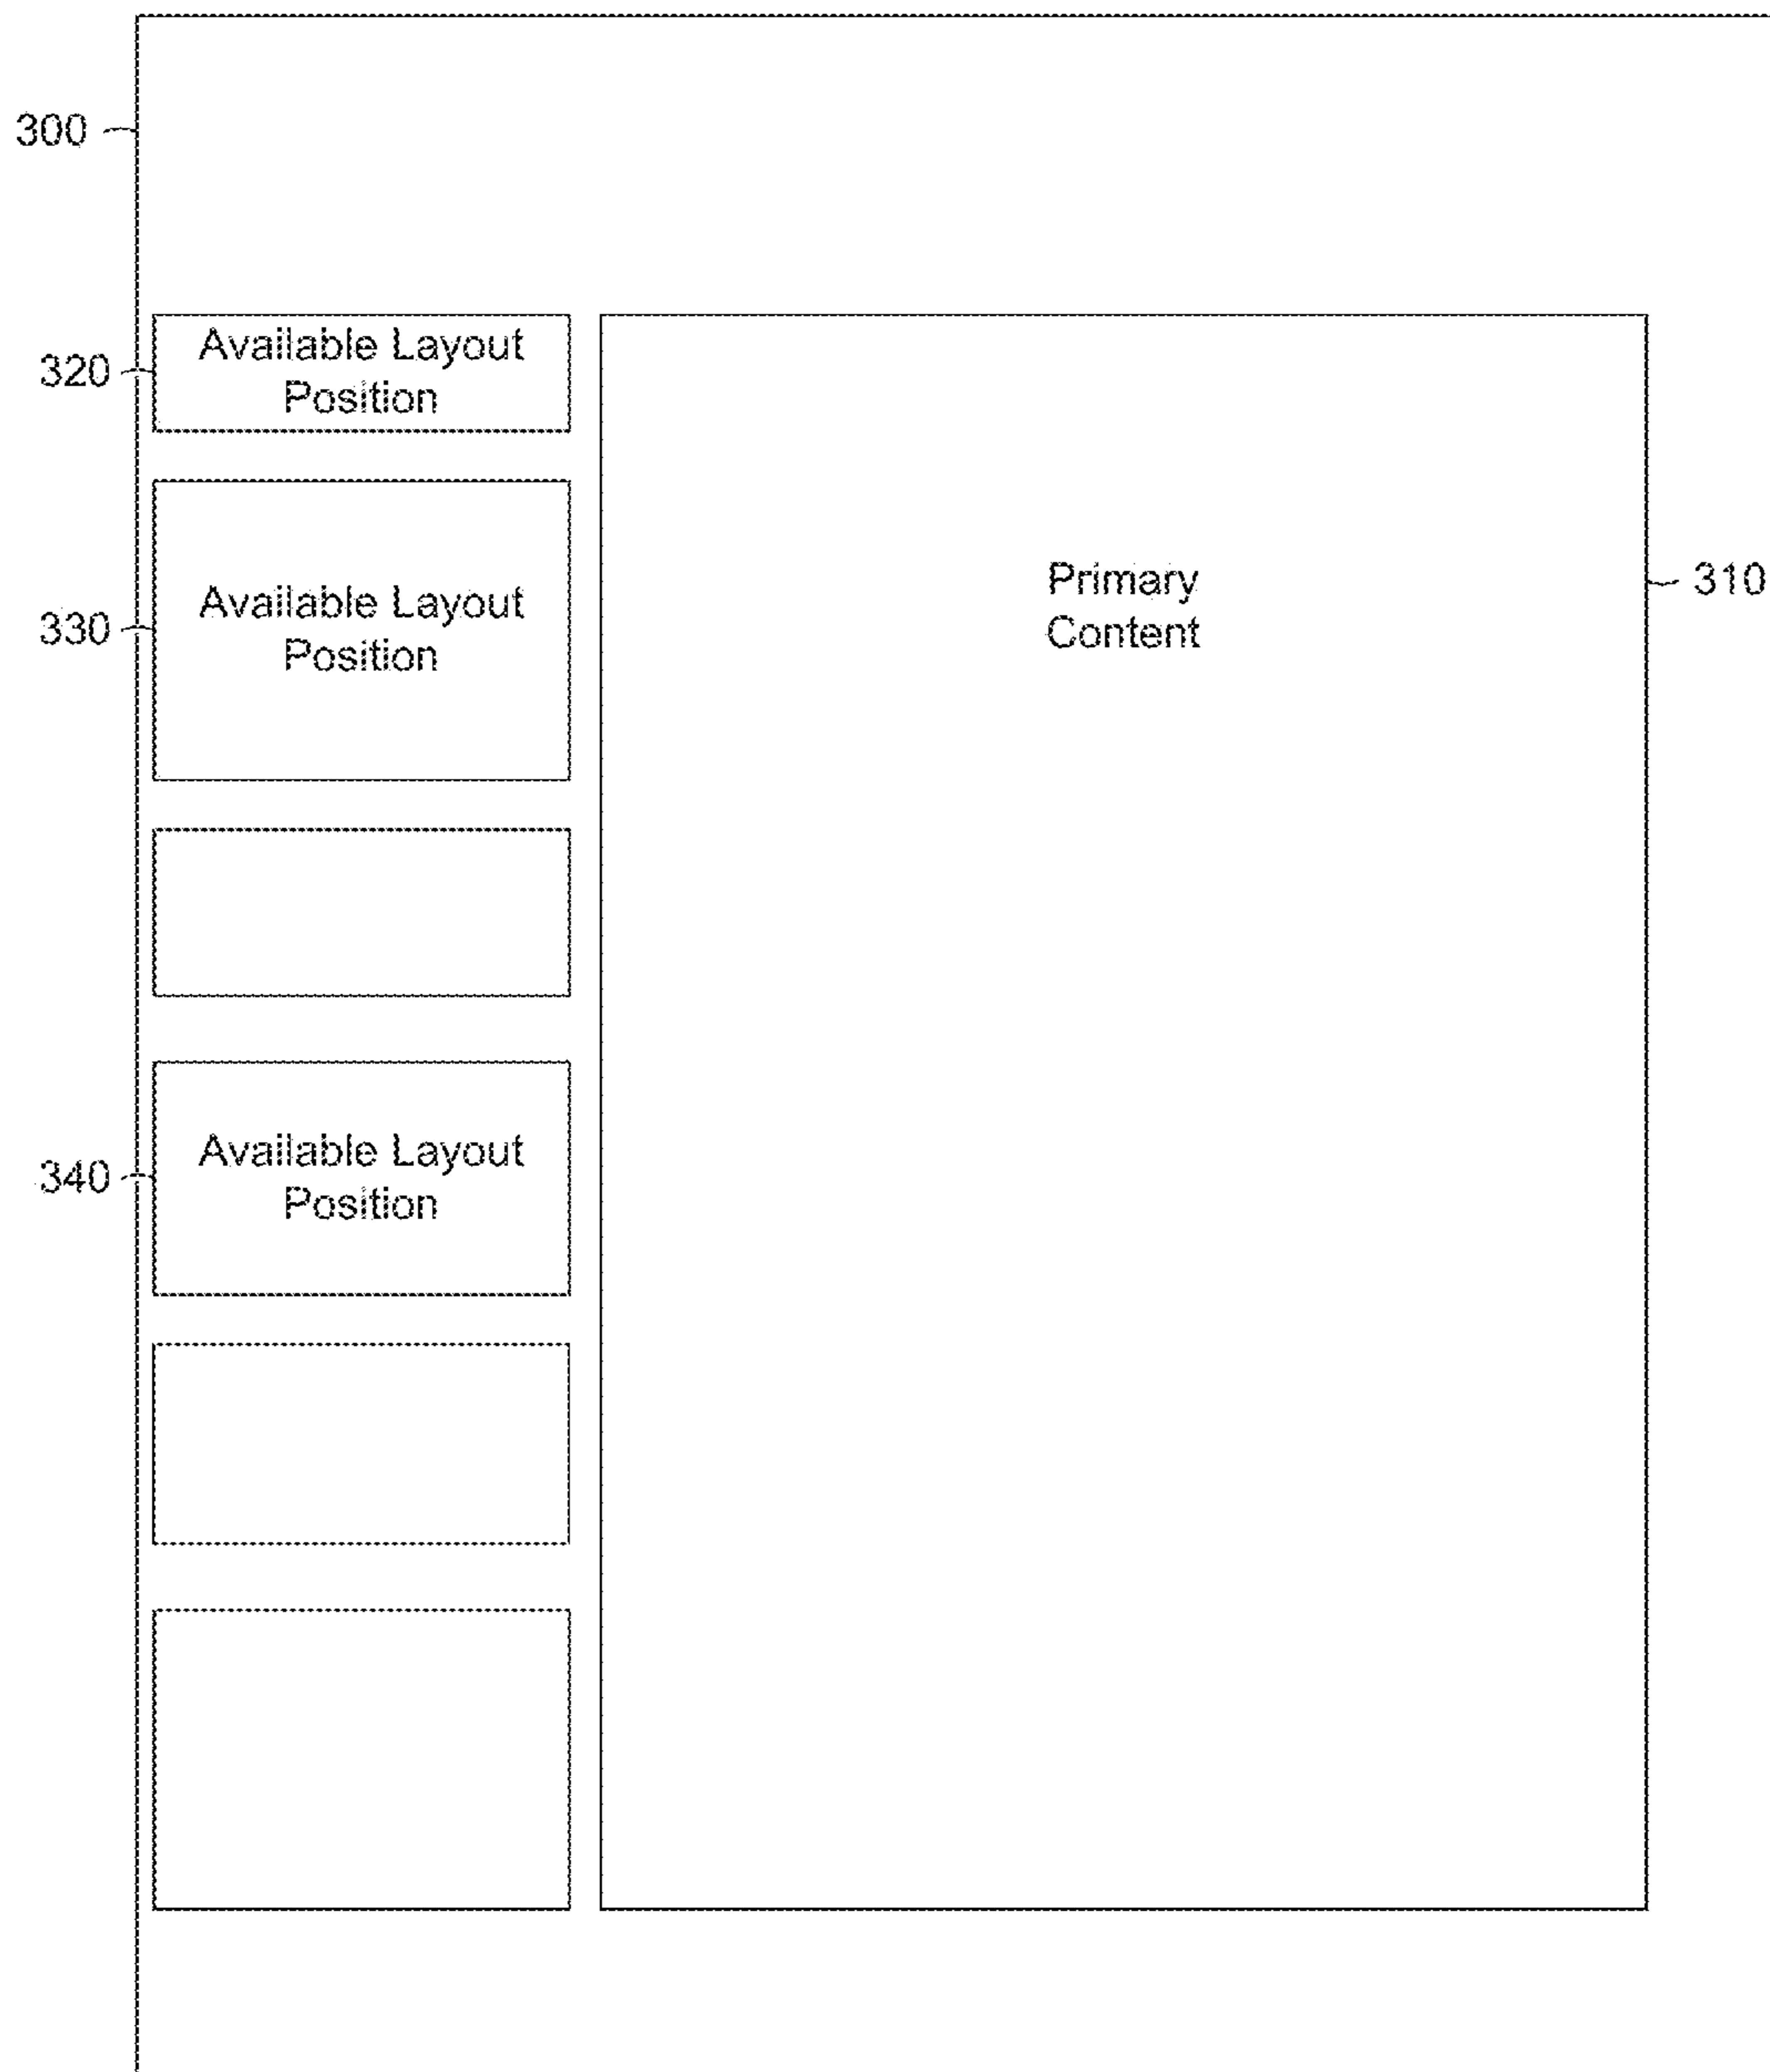 300
320
Available Layout
Position
330
Available Layout
Position
Primary
Content
310
340
Available Layout
Position